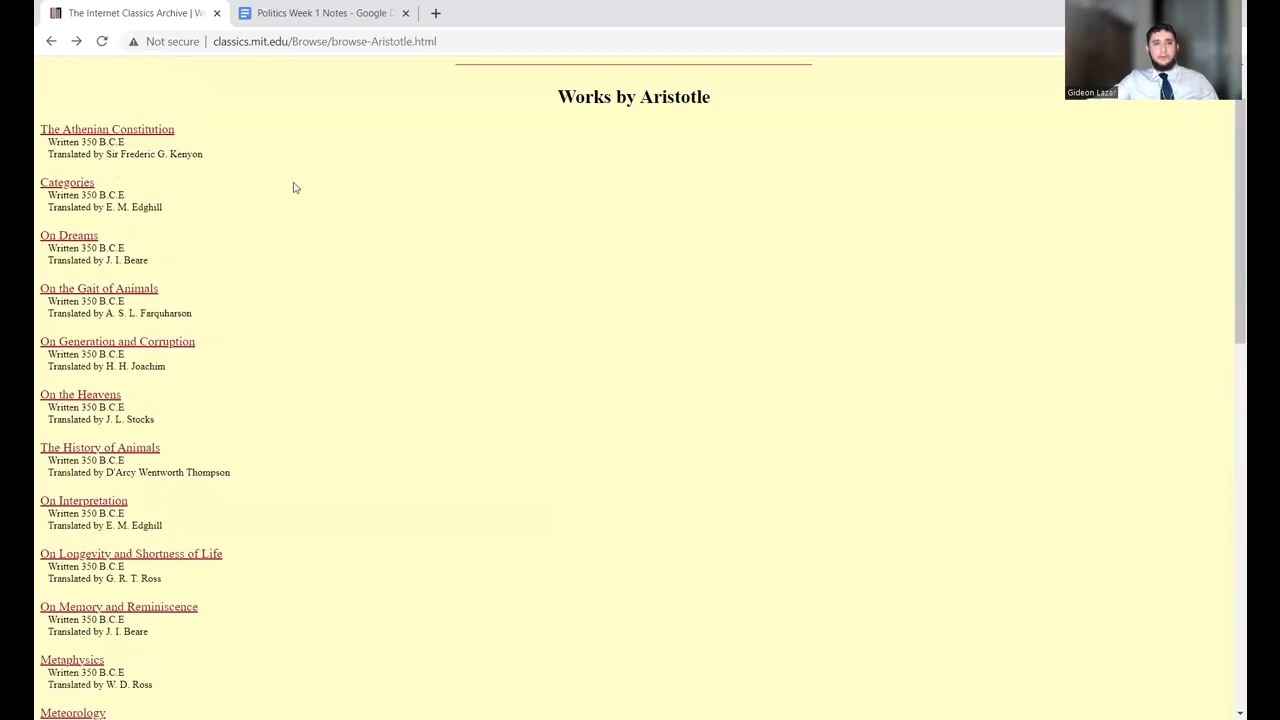 The Internet Classics Archive | W
Politics Week 1 Notes - Google D
Not secure | classics.mit.edu/Browse/browse-Aristotle.html
Gideon Lazar
Works by Aristotle
The Athenian Constitution
Written 350 B.C.E
Translated by Sir Frederic G. Kenyon
Categories
Written 350 B.C.E
Translated by E. M. Edghill
On Dreams
Written 350 B.C.E
Translated by J. I. Beare
On the Gait of Animals
Written 350 B.C.E
Translated by A. S. L. Farquharson
On Generation and Corruption
Written 350 B.C.E
Translated by H. H. Joachim
On the Heavens
Written 350 B.C.E
Translated by J. L. Stocks
The History of Animals
Written 350 B.C.E
Translated by D'Arcy Wentworth Thompson
On Interpretation
Written 350 B.C.E
Translated by E. M. Edghill
On Longevity and Shortness of Life
Written 350 B.C.E
Translated by G. R. T. Ross
On Memory and Reminiscence
Written 350 B.C.E
Translated by J. I. Beare
Metaphysics
Written 350 B.C.E
Translated by W. D. Ross
Meteorology